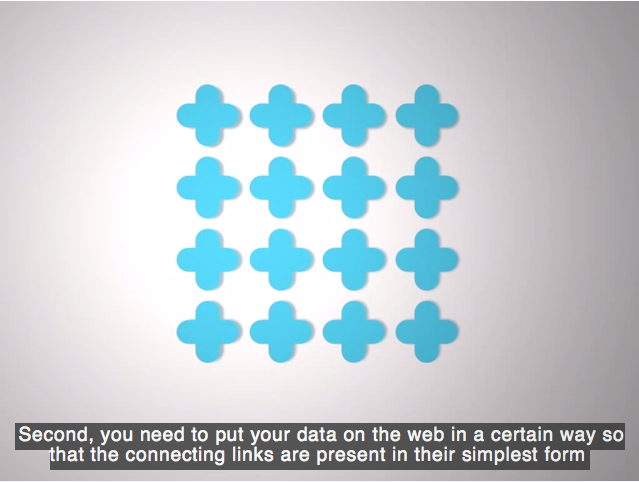 Second, you need to put your data on the web in a certain way so
that the connecting links are present in their simplest form